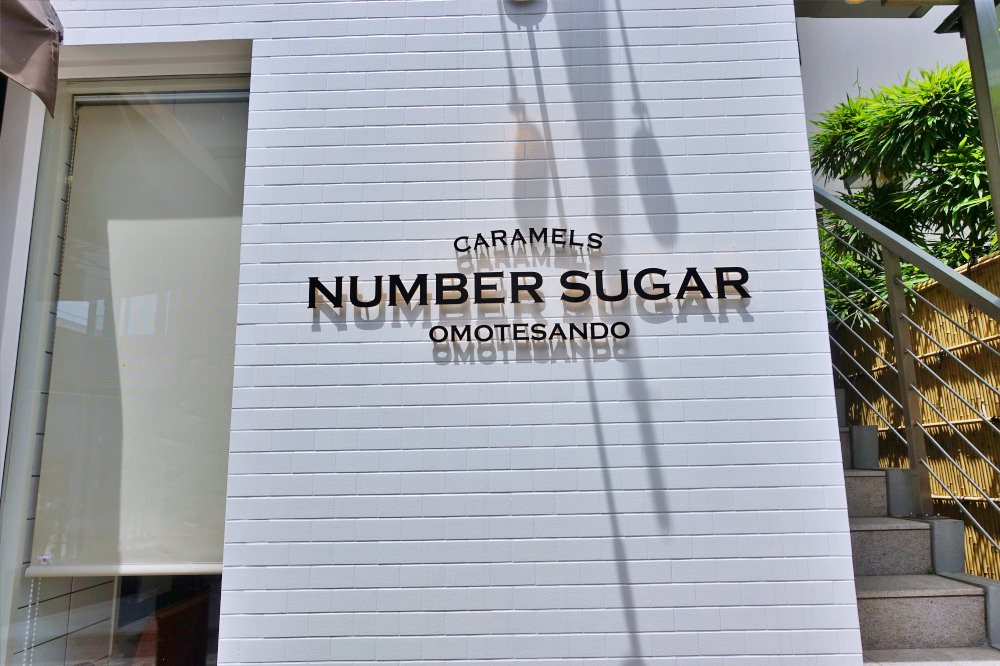 CARAMELS
NUMBER SUGAR
OMOTESANDO